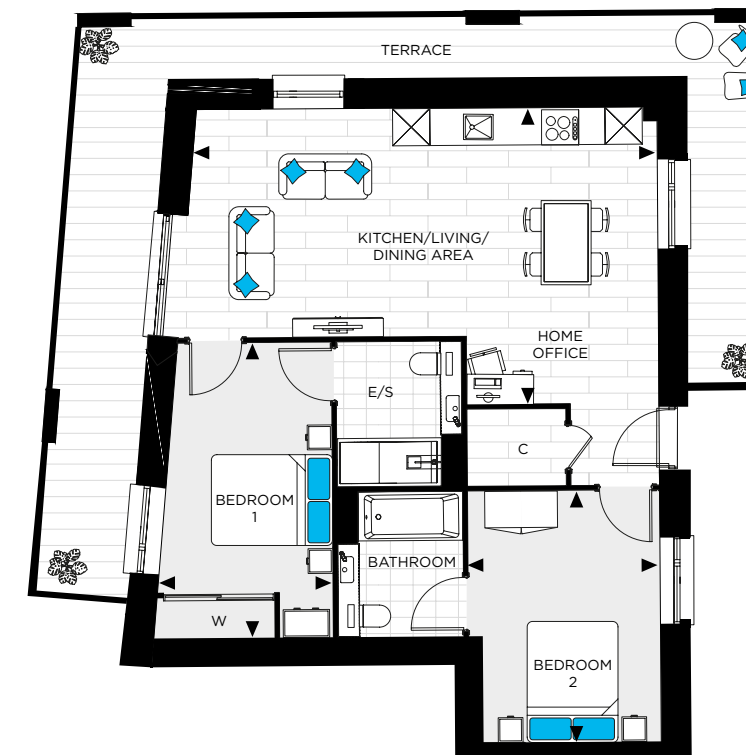 TERRACE
KITCHEN/LIVING/
DINING AREA
HOME
OFFICE
E/S
C
BEDROOM
1
BATHROOM
W
BEDROOM
2